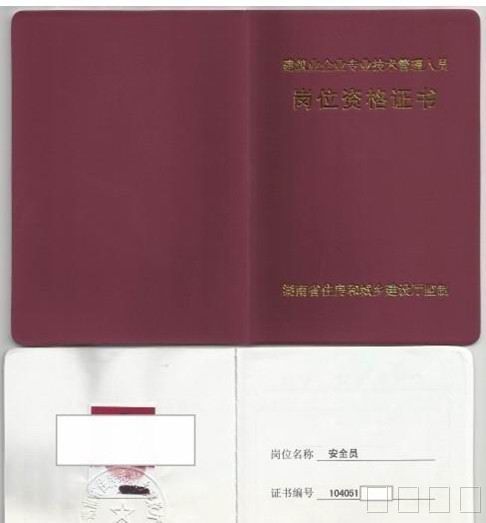 建筑业企业专业技术管理人员
岗位资格证书
湖南省住房和城乡建设厅监制
岗位名称 安全员
证书编号 104051